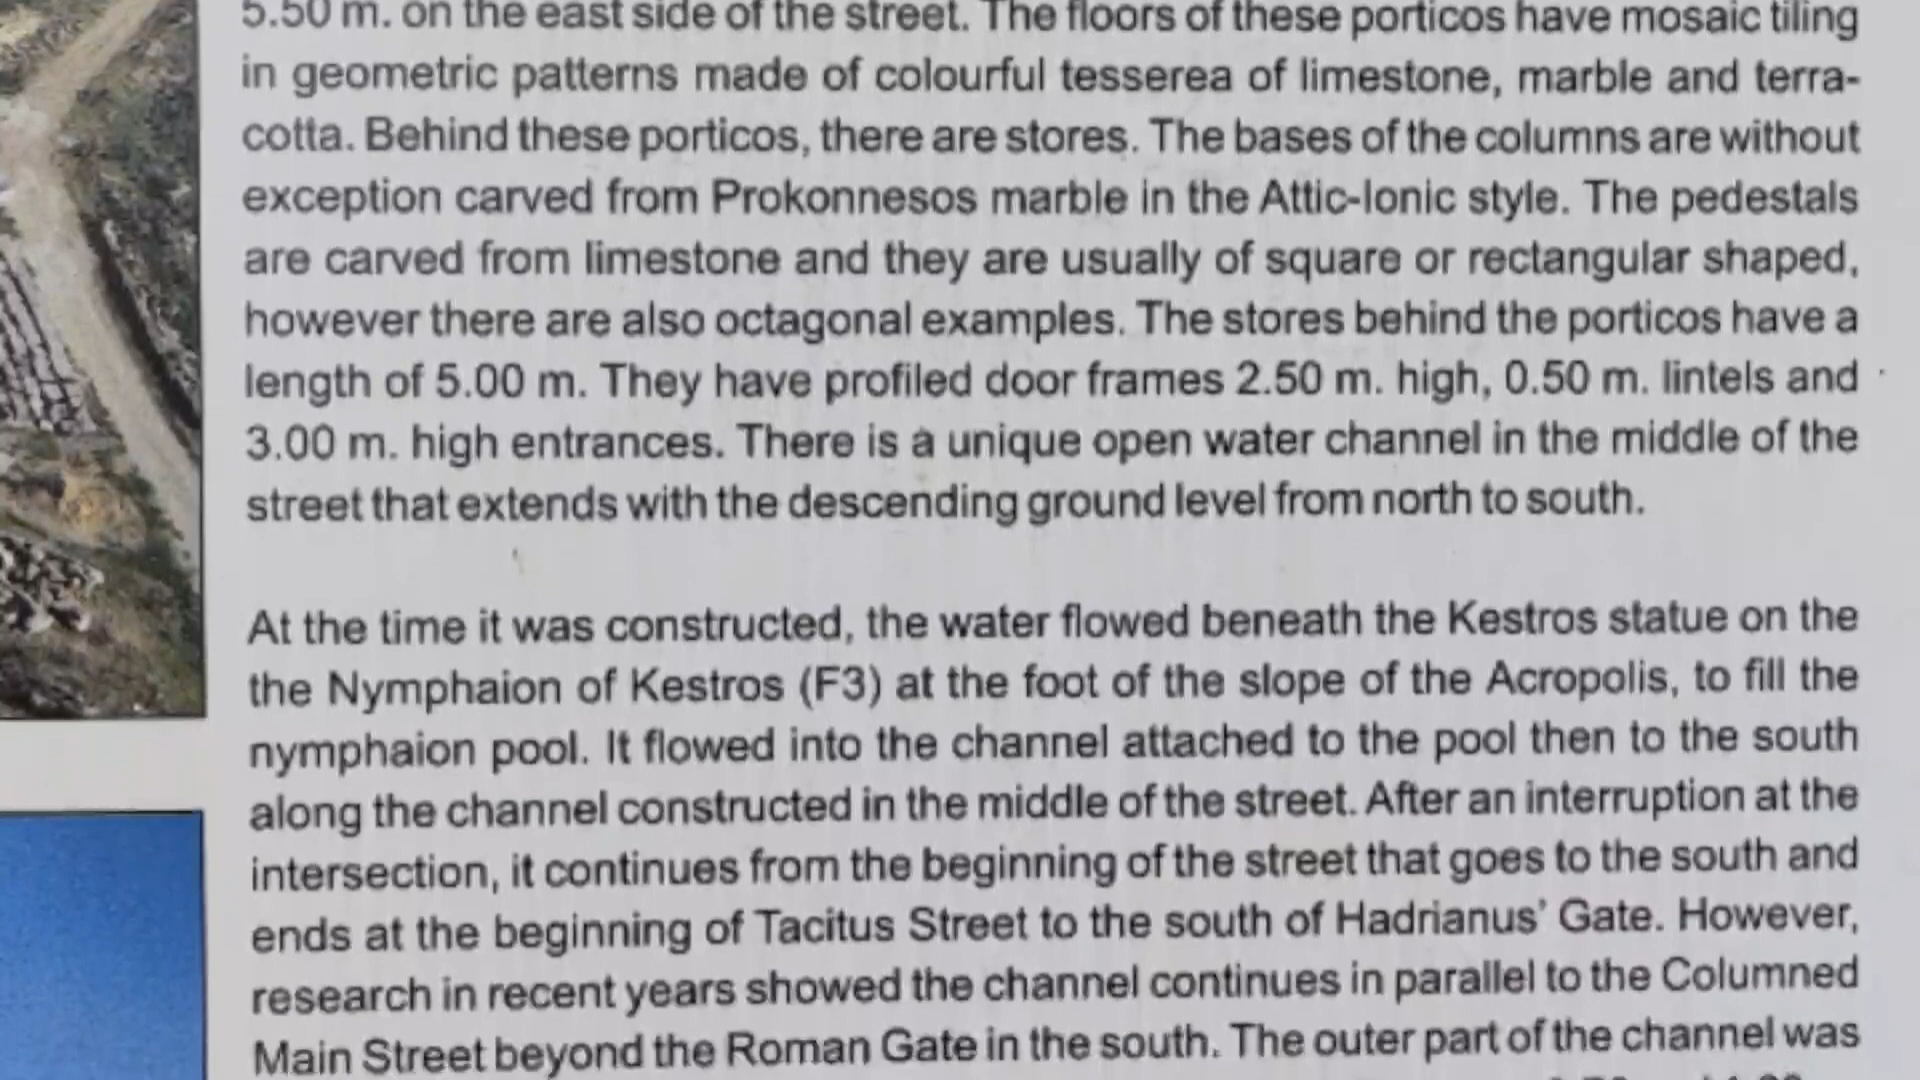 5.50 m. on the east side of the street. The floors of these porticos have mosaic tiling
in geometric patterns made of colourful tesserea of limestone, marble and terra-
cotta. Behind these porticos, there are stores. The bases of the columns are without
exception carved from Prokonnesos marble in the Attic-Ionic style. The pedestals
are carved from limestone and they are usually of square or rectangular shaped,
however there are also octagonal examples. The stores behind the porticos have a
length of 5.00 m. They have profiled door frames 2.50 m. high, 0.50 m. lintels and
3.00 m. high entrances. There is a unique open water channel in the middle of the
street that extends with the descending ground level from north to south.
At the time it was constructed, the water flowed beneath the Kestros statue on the
the Nymphaion of Kestros (F3) at the foot of the slope of the Acropolis, to fill the
nymphaion pool. It flowed into the channel attached to the pool then to the south
along the channel constructed in the middle of the street. After an interruption at the
intersection, it continues from the beginning of the street that goes to the south and
ends at the beginning of Tacitus Street to the south of Hadrianus' Gate. However,
research in recent years showed the channel continues in parallel to the Columned
Main Street beyond the Roman Gate in the south. The outer part of the channel was